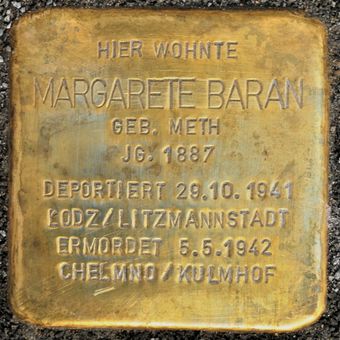 HIER WOHNTE
MARGARETE BARAN
GEB. METH
JG. 1887
DEPORTIERT 29.10.1941
ŁODZ/LITZMANNSTADT
ERMORDET 5.5.1942
CHELMNO/KULMHOF